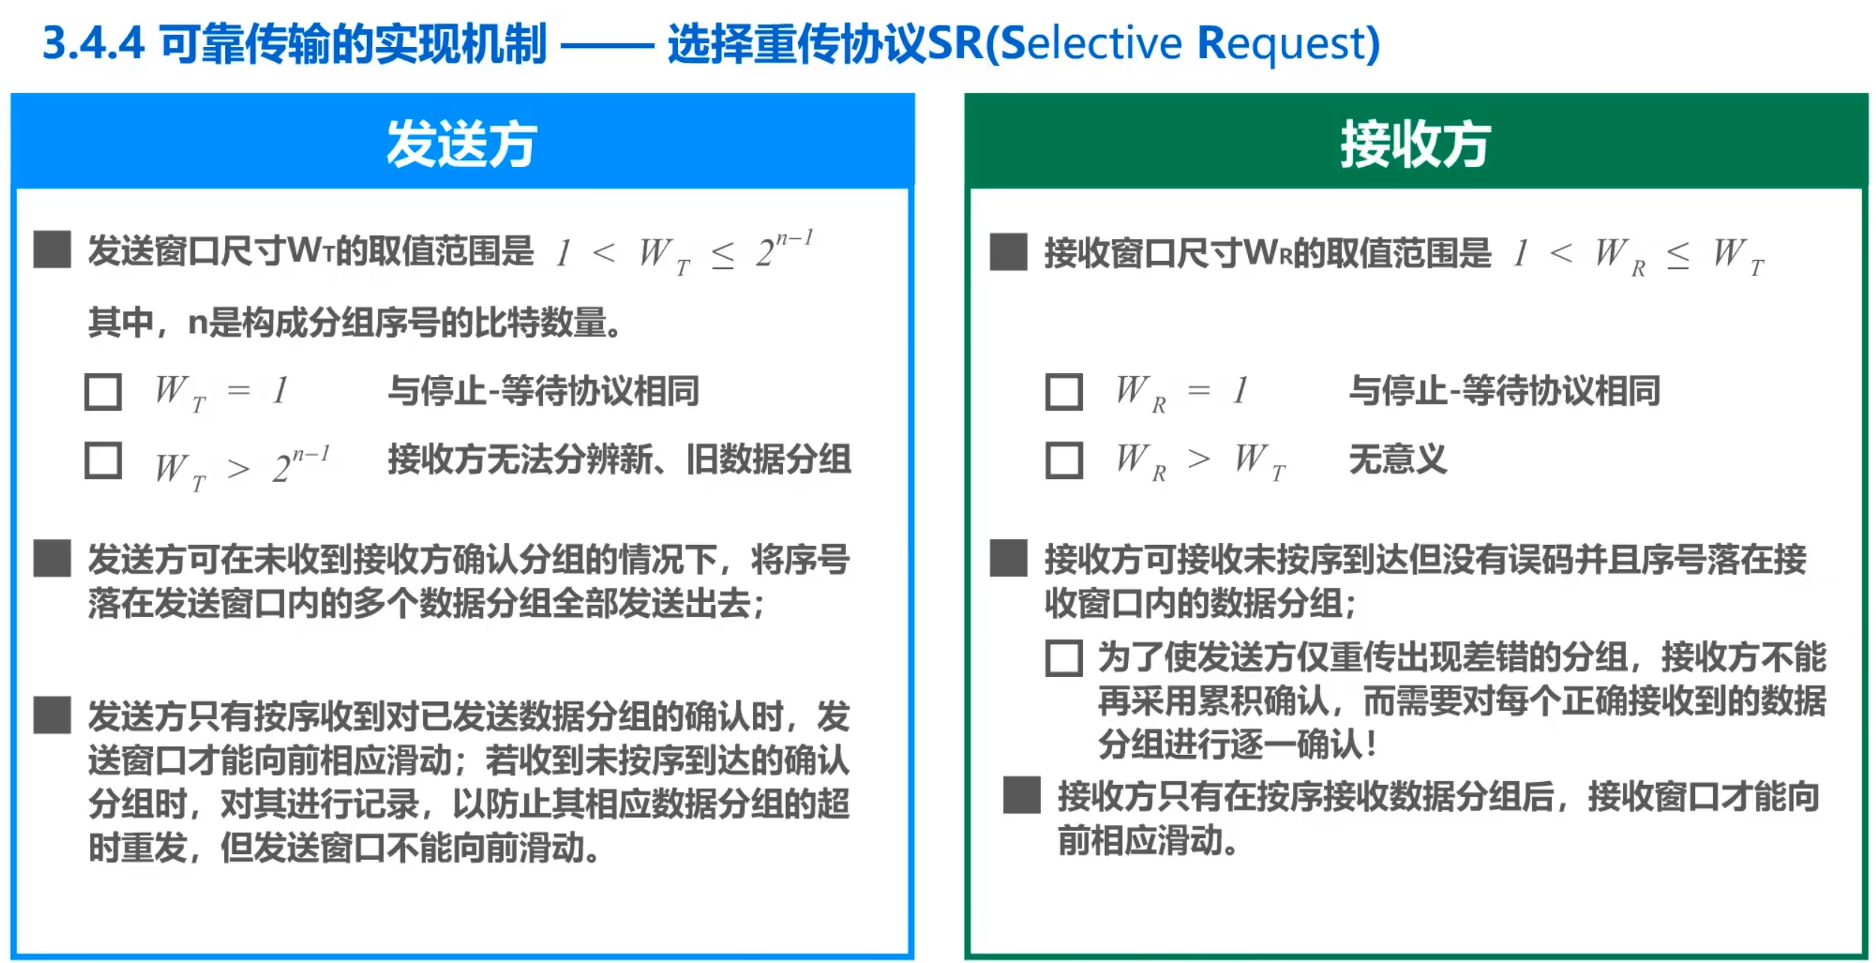 3.4.4 可靠传输的实现机制 —— 选择重传协议SR(Selective Request)
发送方
发送窗口尺寸WT的取值范围是 1 < W_T ≤ 2^{n-1}
其中，n是构成分组序号的比特数量。
W_T = 1 与停止-等待协议相同
W_T > 2^{n-1} 接收方无法分辨新、旧数据分组
发送方可在未收到接收方确认分组的情况下，将序号
落在发送窗口内的多个数据分组全部发送出去；
发送方只有按序收到对已发送数据分组的确认时，发
送窗口才能向前相应滑动；若收到未按序到达的确认
分组时，对其进行记录，以防止其相应数据分组的超
时重发，但发送窗口不能向前滑动。
接收方
接收窗口尺寸WR的取值范围是 1 < W_R ≤ W_T
W_R = 1 与停止-等待协议相同
W_R > W_T 无意义
接收方可接收未按序到达但没有误码并且序号落在接
收窗口内的数据分组；
为了使发送方仅重传出现差错的分组，接收方不能
再采用累积确认，而需要对每个正确接收到的数据
分组进行逐一确认！
接收方只有在按序接收数据分组后，接收窗口才能向
前相应滑动。